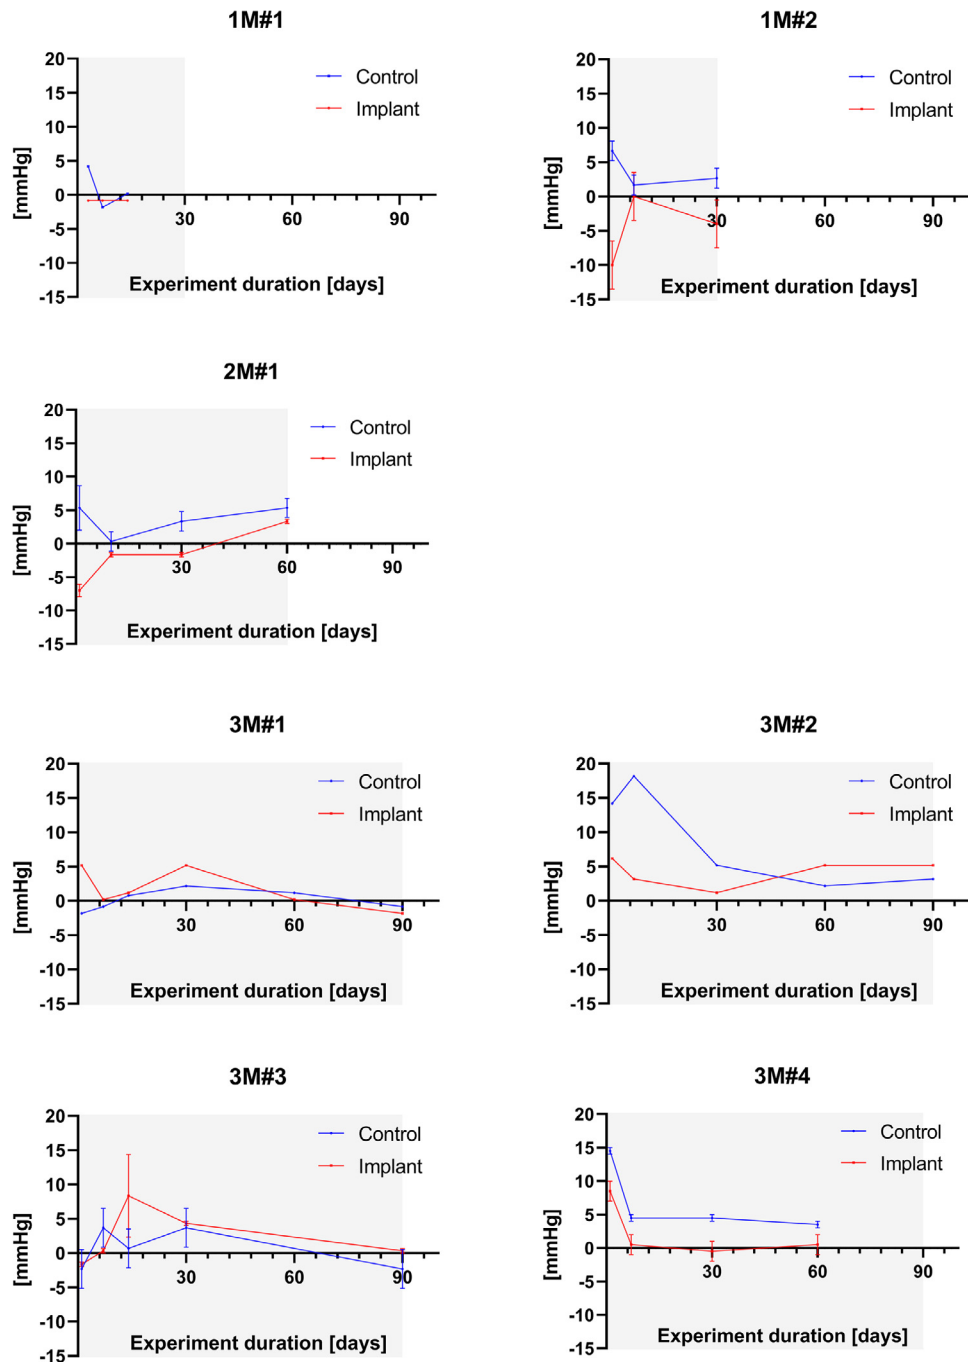 1M#1
20
15
10
5
0
-5
-10
-15
[mmHg]
Control
Implant
30
60
90
Experiment duration [days]
1M#2
20
15
10
5
0
-5
-10
-15
[mmHg]
Control
Implant
30
60
90
Experiment duration [days]
2M#1
20
15
10
5
0
-5
-10
-15
[mmHg]
Control
Implant
30
60
90
Experiment duration [days]
3M#1
20
15
10
5
0
-5
-10
-15
[mmHg]
Control
Implant
30
60
90
Experiment duration [days]
3M#2
20
15
10
5
0
-5
-10
-15
[mmHg]
Control
Implant
30
60
90
Experiment duration [days]
3M#3
20
15
10
5
0
-5
-10
-15
[mmHg]
Control
Implant
30
60
90
Experiment duration [days]
3M#4
20
15
10
5
0
-5
-10
-15
[mmHg]
Control
Implant
30
60
90
Experiment duration [days]